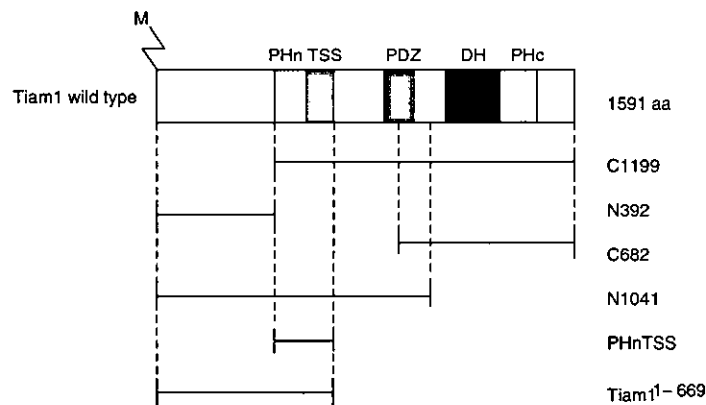 M
PHn TSS PDZ DH PHc
Tiam1 wild type
1591 aa
C1199
N392
C682
N1041
PHnTSS
Tiam1 1–669